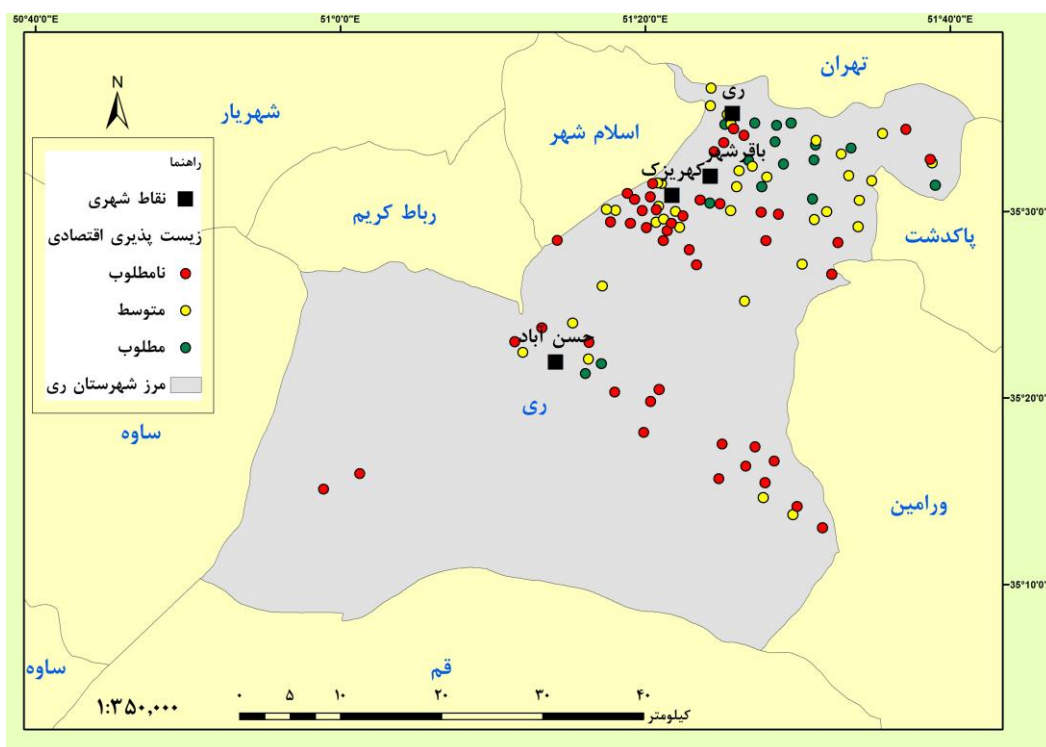 50°40'0"E
51°0'0"E
51°20'0"E
51°40'0"E
N
تهران
ری
شهریار
اسلام شهر
باقرشهر
کهریزک
رباط کریم
پاکدشت
35°30'0"
راهنما
نقاط شهری
زیست پذیری اقتصادی
نامطلوب
متوسط
مطلوب
مرز شهرستان ری
حسن آباد
ری
35°20'0"
ساوه
ورامین
35°10'0"
ساوه
قم
۱:۳۵۰,۰۰۰
۰ ۵ ۱۰ ۲۰ ۳۰ ۴۰
کیلومتر